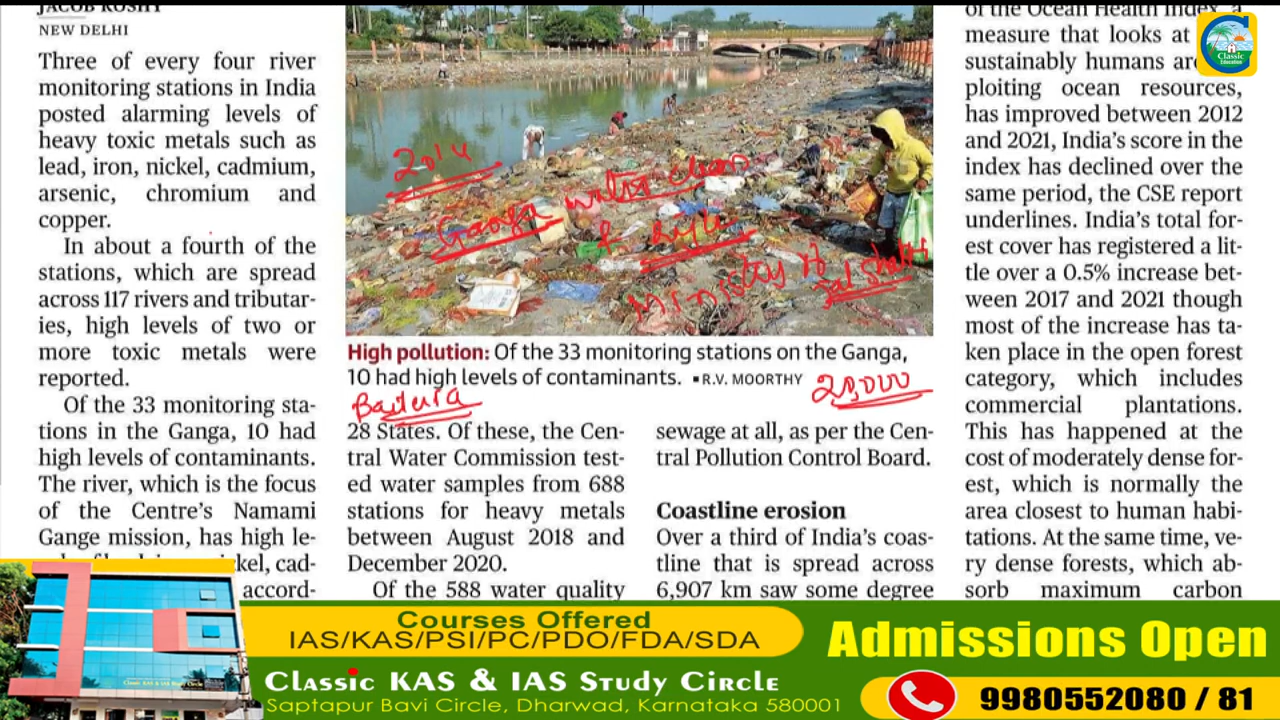 JACOB KOSHY
NEW DELHI
Three of every four river
monitoring stations in India
posted alarming levels of
heavy toxic metals such as
lead, iron, nickel, cadmium,
arsenic, chromium and
copper.
In about a fourth of the
stations, which are spread
across 117 rivers and tributar-
ies, high levels of two or
more toxic metals were
reported.
Of the 33 monitoring sta-
tions in the Ganga, 10 had
high levels of contaminants.
The river, which is the focus
of the Centre's Namami
Gange mission, has high le-
kel, cad-
accord-
2014
Ganga water clean
&
Ministry of
Jal Shakti
High pollution: Of the 33 monitoring stations on the Ganga,
10 had high levels of contaminants. ▪ R.V. MOORTHY
20,000
Bacteria
28 States. Of these, the Cen-
tral Water Commission test-
ed water samples from 688
stations for heavy metals
between August 2018 and
December 2020.
Of the 588 water quality
sewage at all, as per the Cen-
tral Pollution Control Board.
Coastline erosion
Over a third of India's coas-
tline that is spread across
6,907 km saw some degree
of the Ocean Health Index, a
measure that looks at
sustainably humans are
ploiting ocean resources,
has improved between 2012
and 2021, India's score in the
index has declined over the
same period, the CSE report
underlines. India's total for-
est cover has registered a lit-
tle over a 0.5% increase bet-
ween 2017 and 2021 though
most of the increase has ta-
ken place in the open forest
category, which includes
commercial plantations.
This has happened at the
cost of moderately dense for-
est, which is normally the
area closest to human habi-
tations. At the same time, ve-
ry dense forests, which ab-
sorb maximum carbon
Classic
Education
Courses Offered
IAS/KAS/PSI/PC/PDO/FDA/SDA
Classic KAS & IAS Study Circle
Saptapur Bavi Circle, Dharwad, Karnataka 580001
Admissions Open
9980552080 / 81